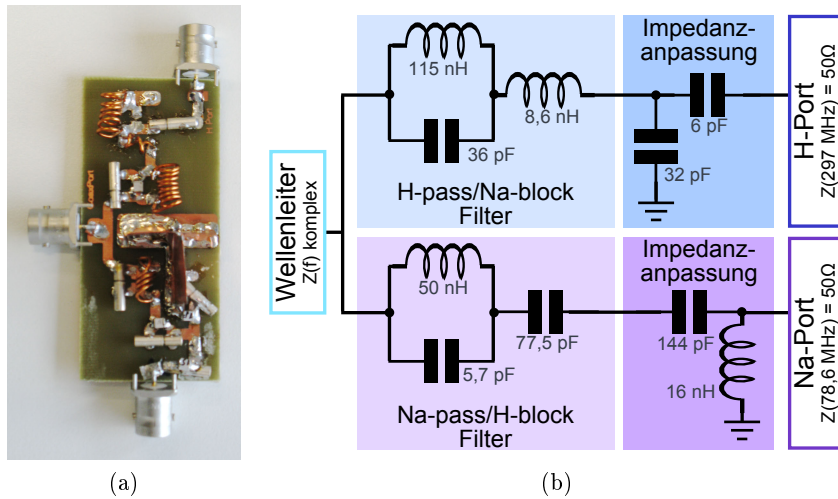 Wellenleiter
Z(f) komplex
115 nH
36 pF
8,6 nH
H-pass/Na-block
Filter
Impedanz-
anpassung
6 pF
32 pF
H-Port
Z(297 MHz) = 50Ω
50 nH
5,7 pF
77,5 pF
Na-pass/H-block
Filter
Impedanz-
anpassung
144 pF
16 nH
Na-Port
Z(78,6 MHz) = 50Ω
(a)
(b)